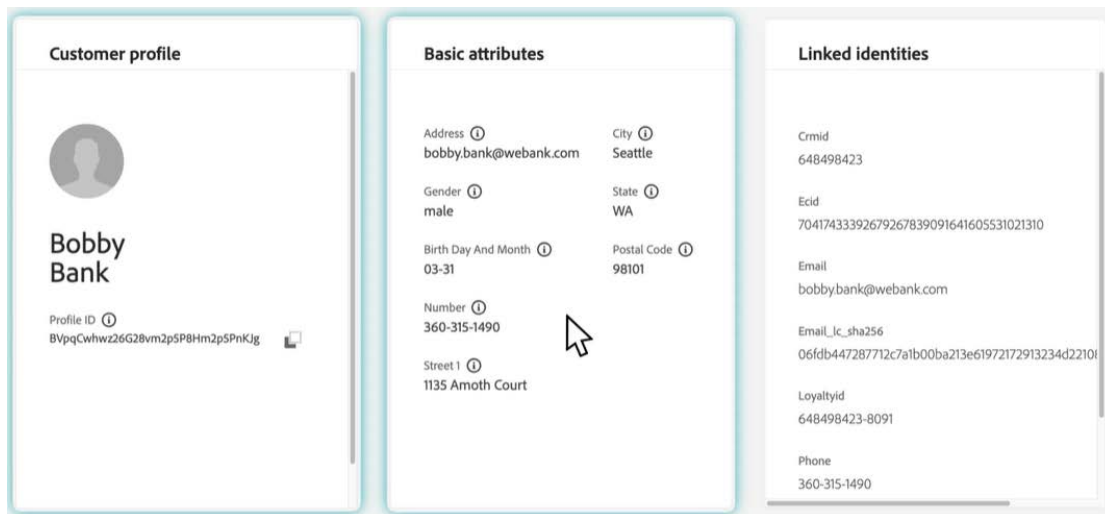 Customer profile
Bobby
Bank
Profile ID
BVpqCwhwz26G28vm2p5P8Hm2p5PnKJg
Basic attributes
Address
bobby.bank@webank.com
City
Seattle
Gender
male
State
WA
Birth Day And Month
03-31
Postal Code
98101
Number
360-315-1490
Street 1
1135 Amoth Court
Linked identities
Crmid
648498423
Ecid
70417433392679267839091641605531021310
Email
bobby.bank@webank.com
Email_lc_sha256
06fdb447287712c7a1b00ba213e61972172913234d22108
Loyaltyid
648498423-8091
Phone
360-315-1490